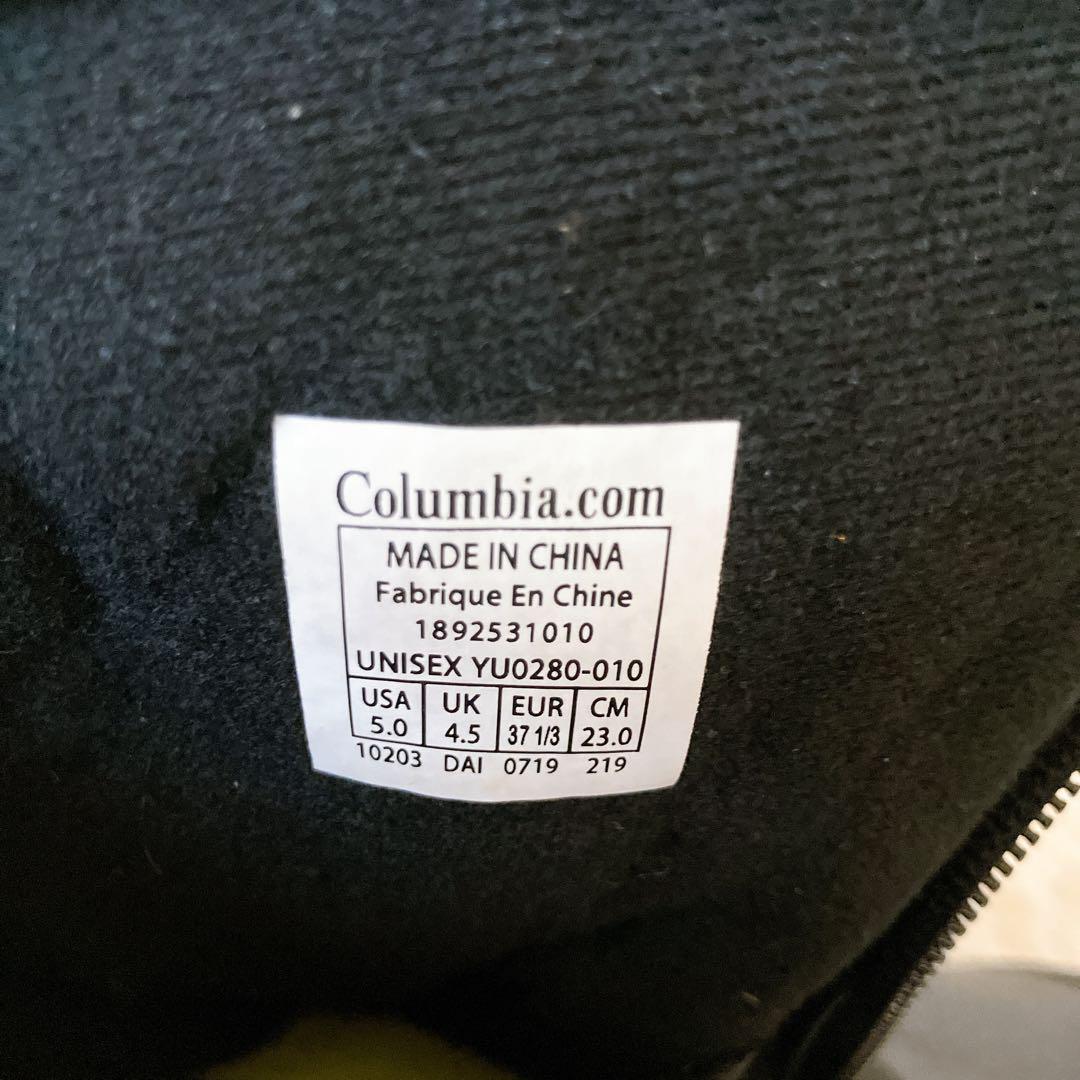 Columbia.com
MADE IN CHINA
Fabrique En Chine
1892531010
UNISEX YU0280-010
USA UK EUR CM
5.0 4.5 37 1/3 23.0
10203 DAI 0719 219